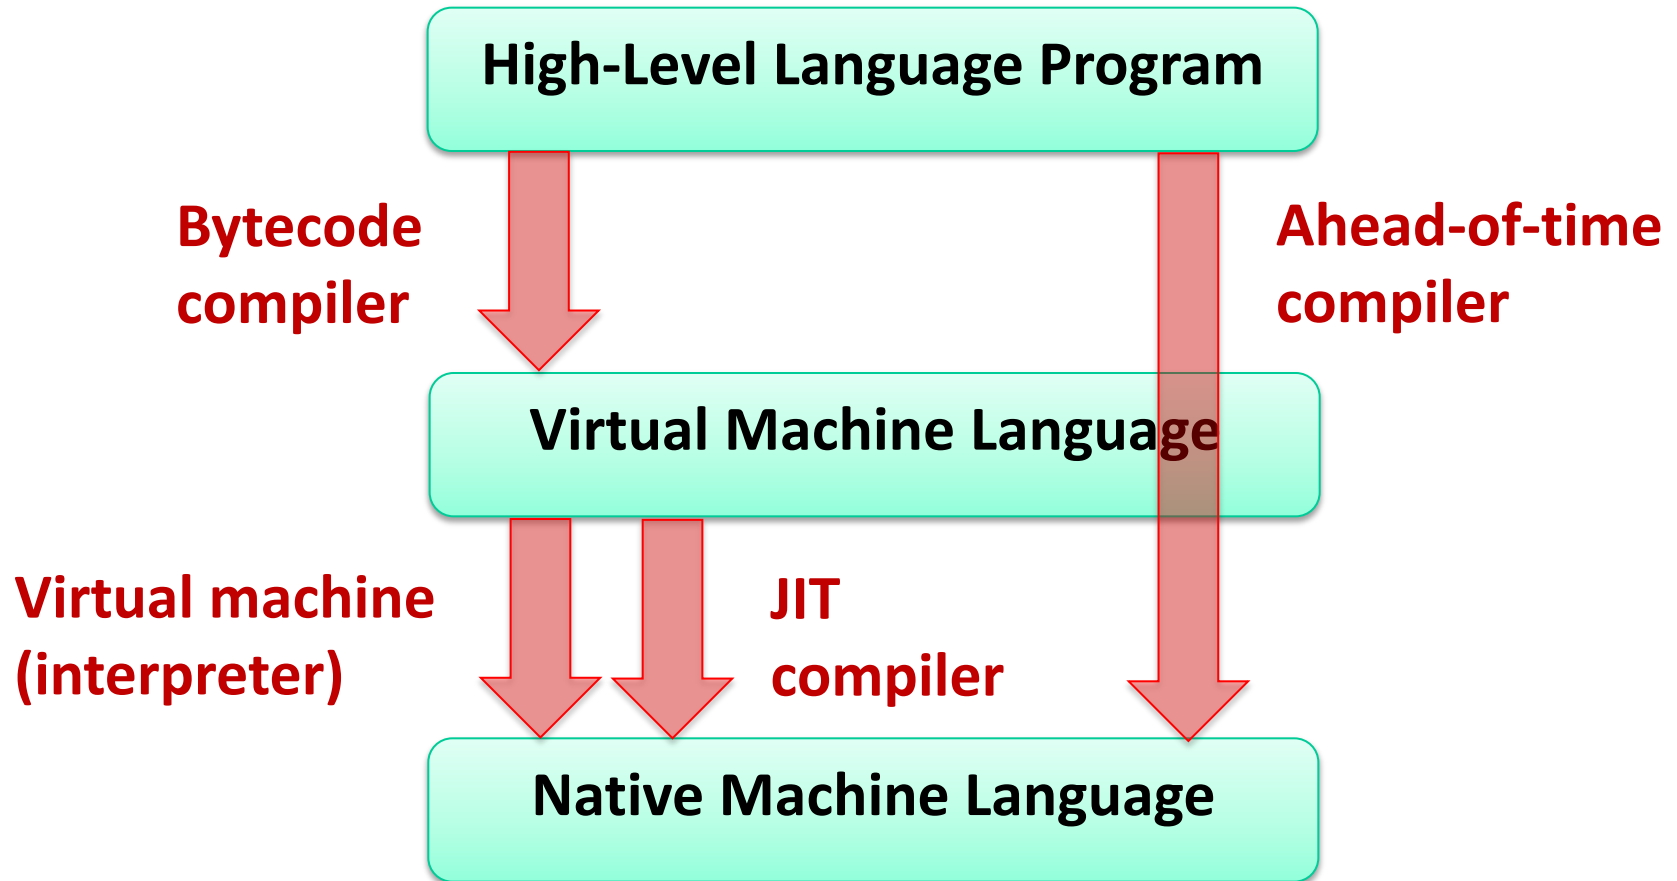 High-Level Language Program
Bytecode
compiler
Ahead-of-time
compiler
Virtual Machine Language
Virtual machine
(interpreter)
JIT
compiler
Native Machine Language